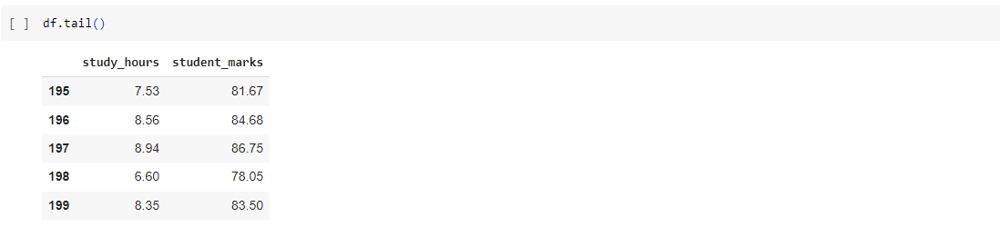 [ ] df.tail()
study_hours student_marks
195 7.53 81.67
196 8.56 84.68
197 8.94 86.75
198 6.60 78.05
199 8.35 83.50